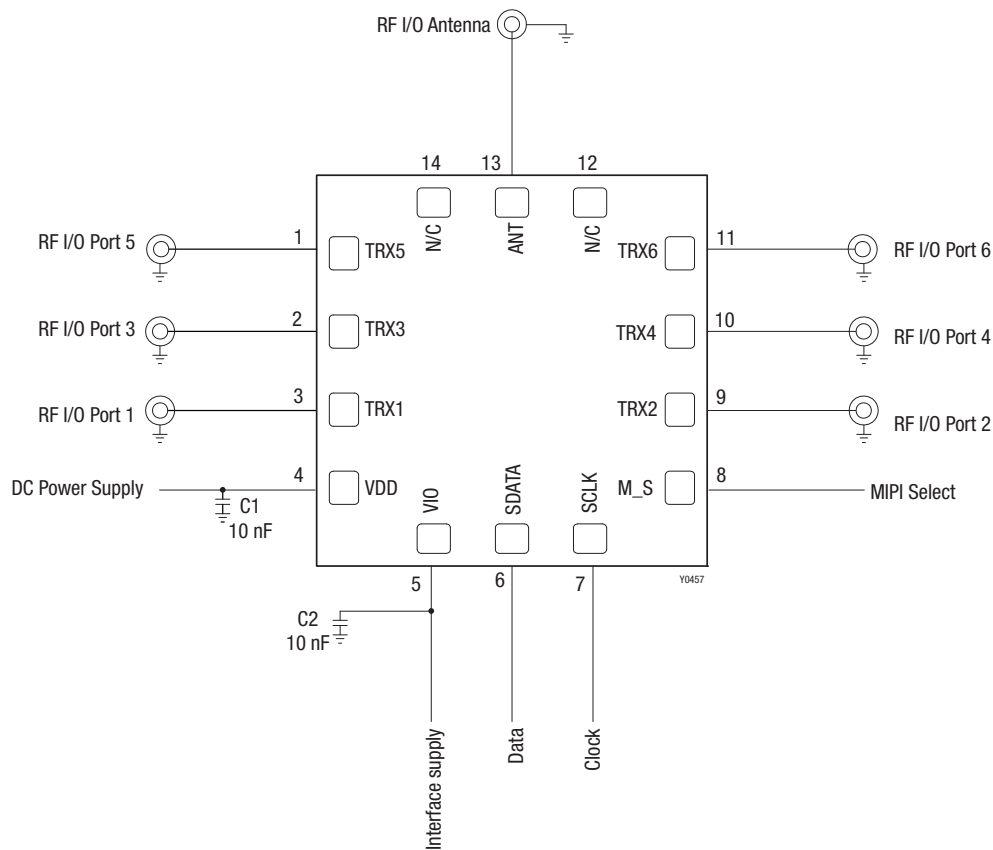 RF I/O Antenna
14 13 12
N/C ANT N/C
RF I/O Port 5 1 TRX5 TRX6 11 RF I/O Port 6
RF I/O Port 3 2 TRX3 TRX4 10 RF I/O Port 4
RF I/O Port 1 3 TRX1 TRX2 9 RF I/O Port 2
DC Power Supply 4 VDD M_S 8 MIPI Select
C1
10 nF
VIO SDATA SCLK
5 6 7
Y0457
C2
10 nF
Interface supply
Data
Clock